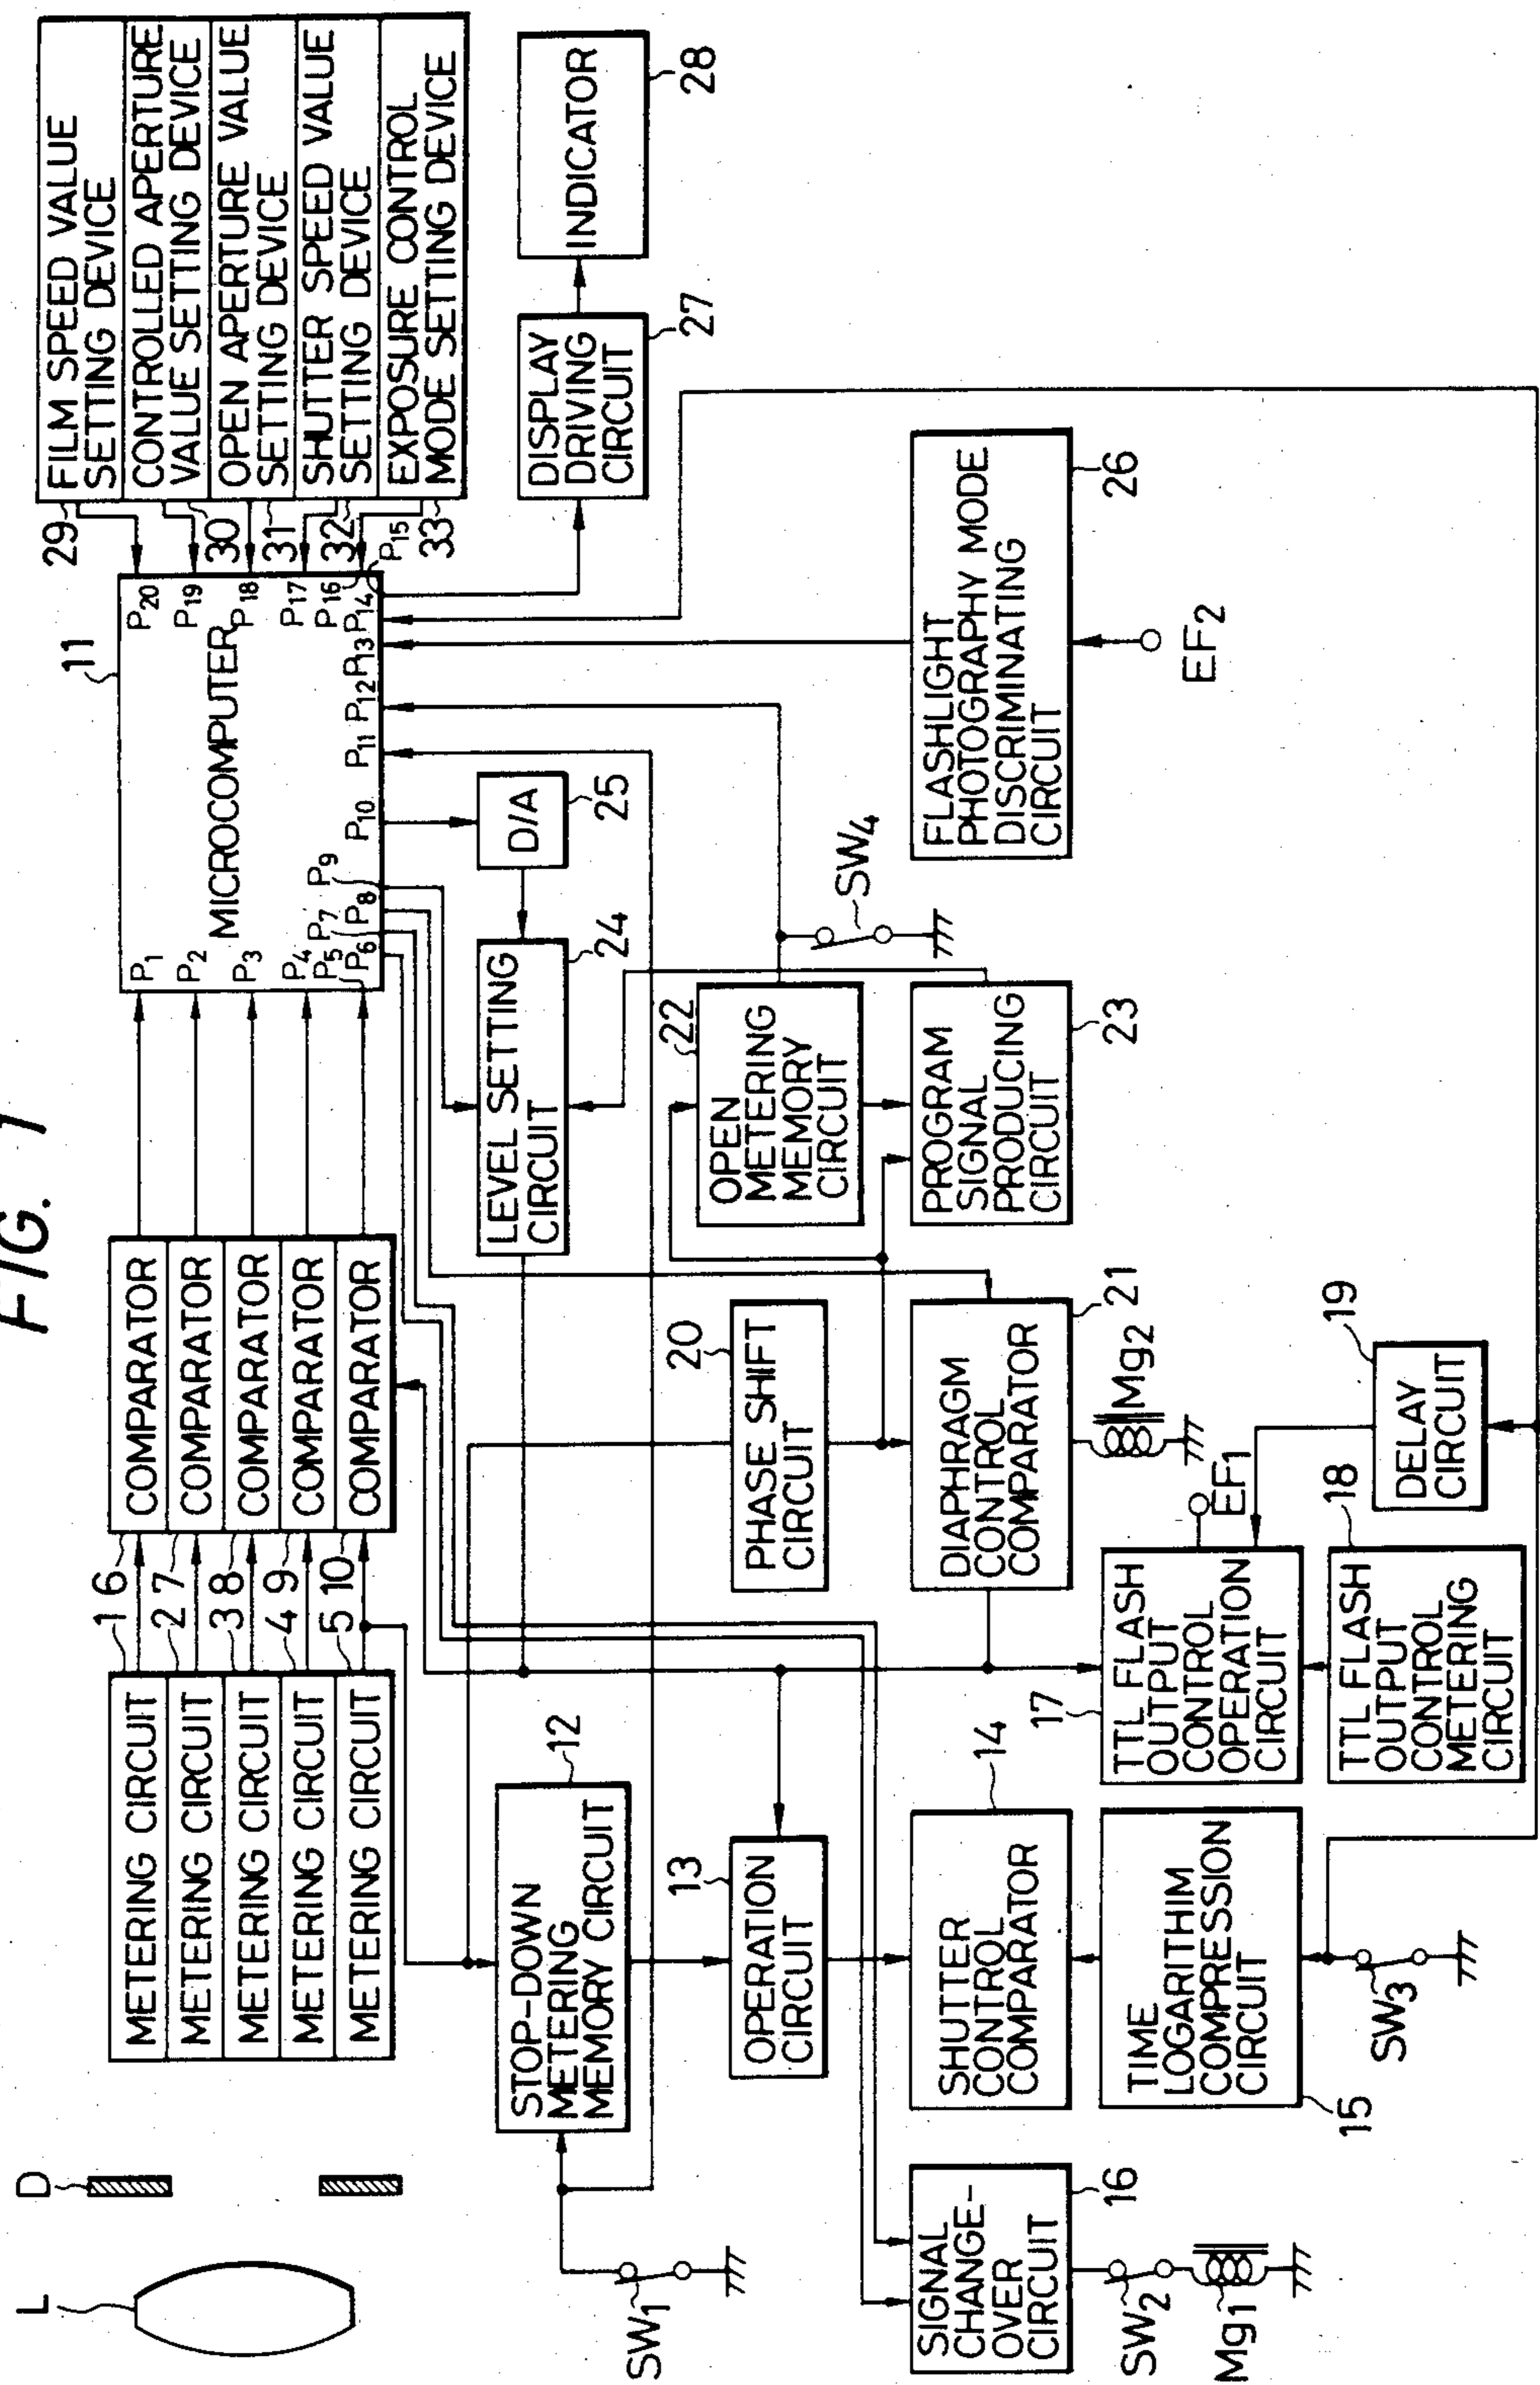 FIG. 1
L
D
METERING CIRCUIT
METERING CIRCUIT
METERING CIRCUIT
METERING CIRCUIT
METERING CIRCUIT
1
2
3
4
5
6
7
8
9
10
COMPARATOR
COMPARATOR
COMPARATOR
COMPARATOR
COMPARATOR
11
MICROCOMPUTER
P1
P2
P3
P4
P5
P6
P7
P8
P9
P10
P11
P12
P13
P14
P15
P16
P17
P18
P19
P20
29
30
31
32
33
FILM SPEED VALUE
SETTING DEVICE
CONTROLLED APERTURE
VALUE SETTING DEVICE
OPEN APERTURE VALUE
SETTING DEVICE
SHUTTER SPEED VALUE
SETTING DEVICE
EXPOSURE CONTROL
MODE SETTING DEVICE
SW1
STOP-DOWN
METERING
MEMORY CIRCUIT
12
LEVEL SETTING
CIRCUIT
24
D/A
25
DISPLAY
DRIVING
CIRCUIT
27
INDICATOR
28
13
OPERATION
CIRCUIT
20
PHASE SHIFT
CIRCUIT
22
OPEN
METERING
MEMORY
CIRCUIT
SW4
SIGNAL
CHANGE-
OVER
CIRCUIT
16
SW2
Mg1
SHUTTER
CONTROL
COMPARATOR
14
DIAPHRAGM
CONTROL
COMPARATOR
21
Mg2
PROGRAM
SIGNAL
PRODUCING
CIRCUIT
23
FLASHLIGHT
PHOTOGRAPHY MODE
DISCRIMINATING
CIRCUIT
26
EF2
TIME
LOGARITHIM
COMPRESSION
CIRCUIT
15
SW3
17
TTL FLASH
OUTPUT
CONTROL
OPERATION
CIRCUIT
EF1
TTL FLASH
OUTPUT
CONTROL
METERING
CIRCUIT
18
DELAY
CIRCUIT
19